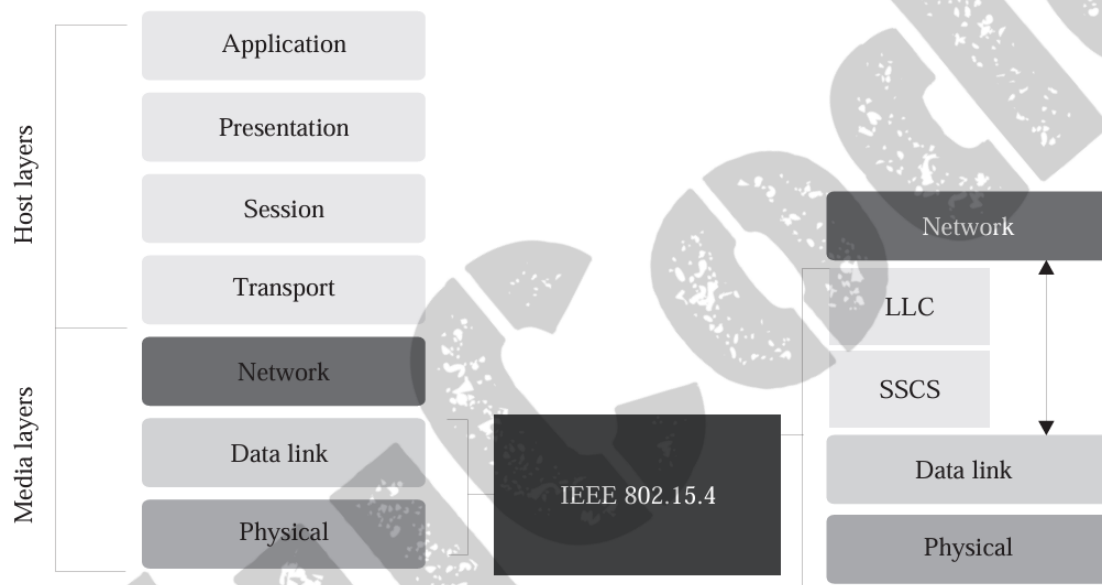 Host layers
Application
Presentation
Session
Transport
Media layers
Network
Data link
Physical
IEEE 802.15.4
Network
LLC
SSCS
Data link
Physical